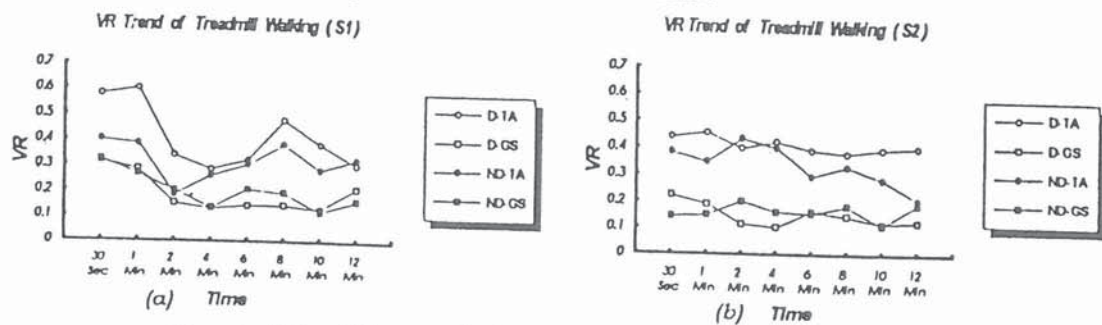 VR Trend of Treadmill Walking (S1)
0.7
0.6
0.5
0.4
0.3
0.2
0.1
0
VR
30 Sec
1 Min
2 Min
4 Min
6 Min
8 Min
10 Min
12 Min
(a) Time
D-TA
D-GS
ND-TA
ND-GS
VR Trend of Treadmill Walking (S2)
0.7
0.6
0.5
0.4
0.3
0.2
0.1
0
VR
30 Sec
1 Min
2 Min
4 Min
6 Min
8 Min
10 Min
12 Min
(b) Time
D-TA
D-GS
ND-TA
ND-GS